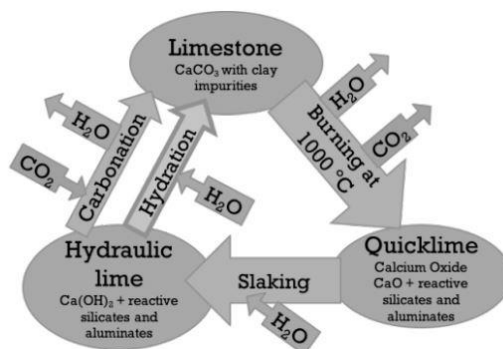 Limestone
CaCO₃ with clay
impurities
H₂O
CO₂
Burning at
1000 °C
Quicklime
Calcium Oxide
CaO + reactive
silicates and
aluminates
Slaking
H₂O
Hydraulic
lime
Ca(OH)₂ + reactive
silicates and
aluminates
Carbonation
H₂O
CO₂
Hydration
H₂O